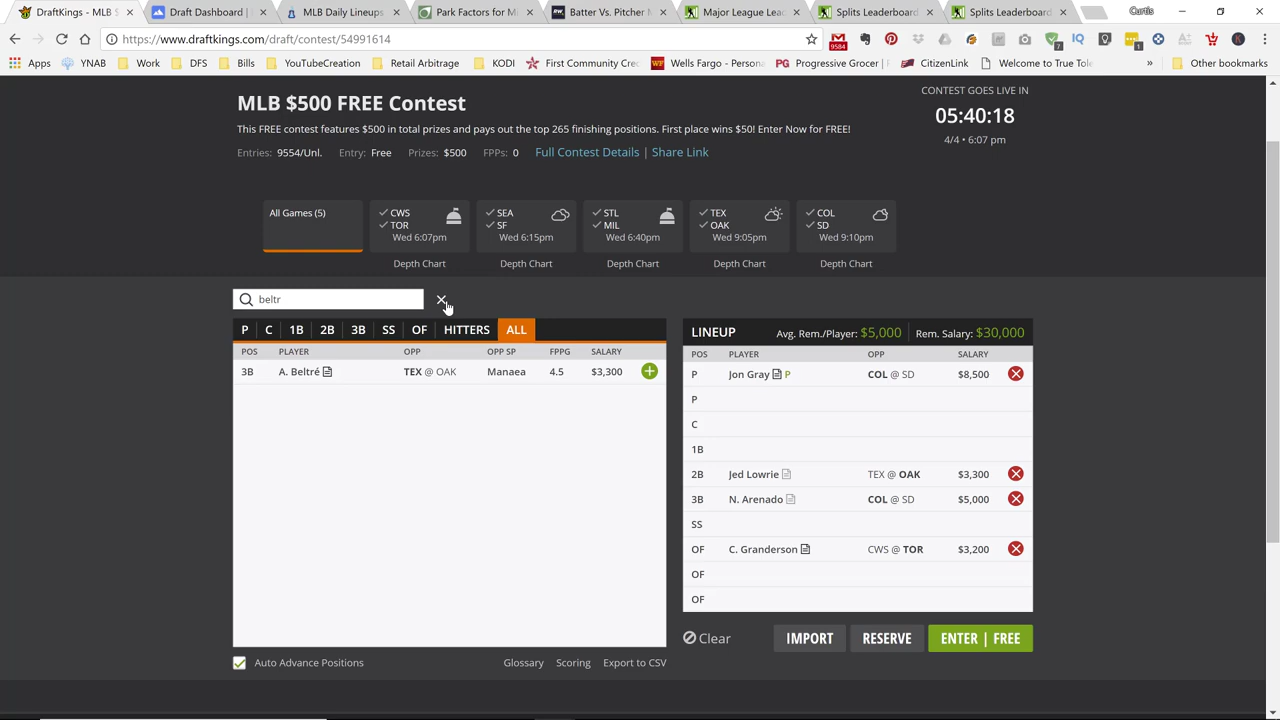 DraftKings - MLB $
Draft Dashboard |
MLB Daily Lineups
Park Factors for ML
Batter Vs. Pitcher M
Major League Lea
Splits Leaderboard
Splits Leaderboard
Curtis
https://www.draftkings.com/draft/contest/54991614
9584
7
1
K
Apps YNAB Work DFS Bills YouTubeCreation Retail Arbitrage KODI First Community Cre Wells Fargo - Persona Progressive Grocer | CitizenLink Welcome to True Tole » Other bookmarks
MLB $500 FREE Contest
CONTEST GOES LIVE IN
05:40:18
4/4 • 6:07 pm
This FREE contest features $500 in total prizes and pays out the top 265 finishing positions. First place wins $50! Enter Now for FREE!
Entries: 9554/Unl. Entry: Free Prizes: $500 FPPs: 0 Full Contest Details | Share Link
All Games (5)
CWS
TOR
Wed 6:07pm
Depth Chart
SEA
SF
Wed 6:15pm
Depth Chart
STL
MIL
Wed 6:40pm
Depth Chart
TEX
OAK
Wed 9:05pm
Depth Chart
COL
SD
Wed 9:10pm
Depth Chart
beltr
P C 1B 2B 3B SS OF HITTERS ALL
POS PLAYER OPP OPP SP FPPG SALARY
3B A. Beltré TEX @ OAK Manaea 4.5 $3,300
Auto Advance Positions
Glossary Scoring Export to CSV
LINEUP Avg. Rem./Player: $5,000 Rem. Salary: $30,000
POS PLAYER OPP SALARY
P Jon Gray P COL @ SD $8,500
P
C
1B
2B Jed Lowrie TEX @ OAK $3,300
3B N. Arenado COL @ SD $5,000
SS
OF C. Granderson CWS @ TOR $3,200
OF
OF
Clear IMPORT RESERVE ENTER | FREE